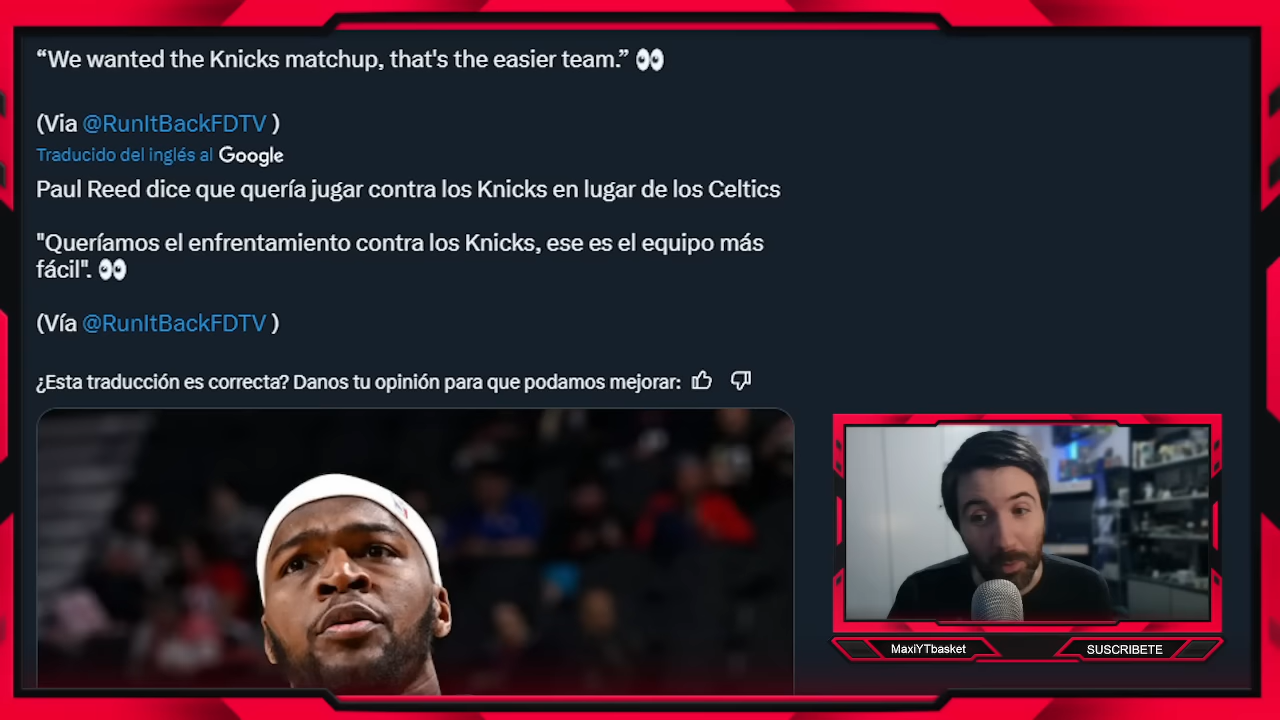 “We wanted the Knicks matchup, that's the easier team.” 👀
(Via @RunItBackFDTV )
Traducido del inglés al Google
Paul Reed dice que quería jugar contra los Knicks en lugar de los Celtics
"Queríamos el enfrentamiento contra los Knicks, ese es el equipo más
fácil". 👀
(Vía @RunItBackFDTV )
¿Esta traducción es correcta? Danos tu opinión para que podamos mejorar:
MaxiYTbasket
SUSCRIBETE